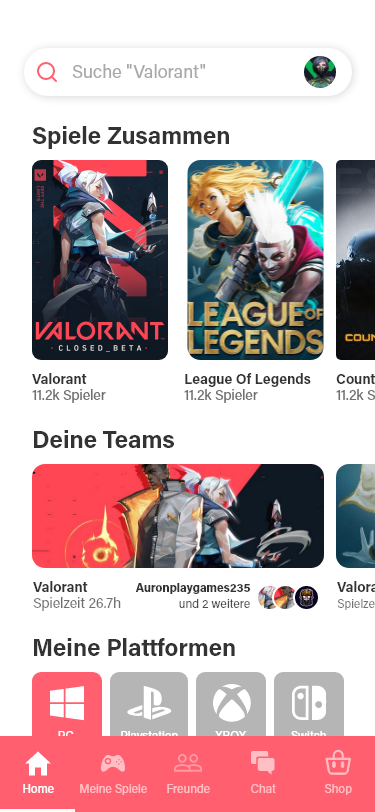 Suche "Valorant"
Spiele Zusammen
VALORANT
CLOSED_BETA
LEAGUE OF
LEGENDS
COUN
Valorant
League Of Legends
Count
11.2k Spieler
11.2k Spieler
11.2k S
Deine Teams
Valorant
Auronplaygames235
Valora
Spielzeit 26.7h
und 2 weitere
Spielze
Meine Plattformen
PC
Playstation
XBOX
Switch
Home
Meine Spiele
Freunde
Chat
Shop